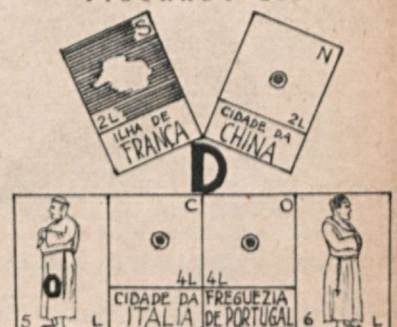 S
2L
ILHA DE
FRANÇA
N
2L
CIDADE DA
CHINA
D
O
5 L
C
4L
CIDADE DA
ITALIA
O
4L
FREGUEZIA
DE PORTUGAL
6 L